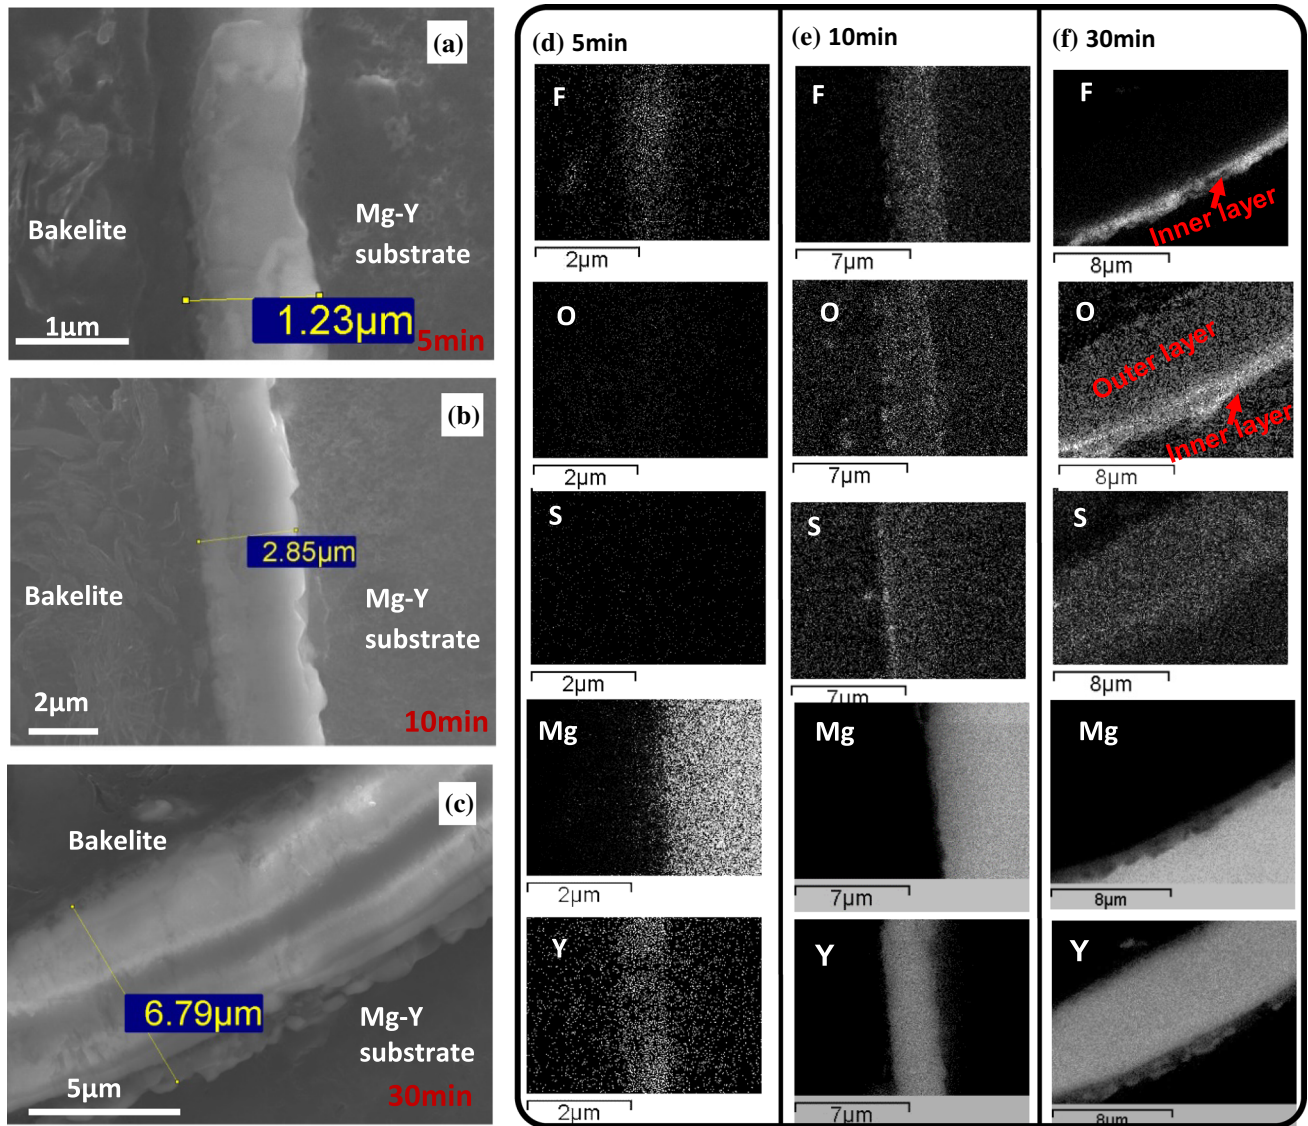 (a)
Bakelite
Mg-Y
substrate
1µm
1.23µm
5min
(b)
Bakelite
2.85µm
Mg-Y
substrate
2µm
10min
(c)
Bakelite
6.79µm
Mg-Y
substrate
5µm
30min
(d) 5min
F
2µm
O
2µm
S
2µm
Mg
2µm
Y
2µm
(e) 10min
F
7µm
O
7µm
S
7µm
Mg
7µm
Y
7µm
(f) 30min
F
Inner layer
8µm
O
Outer layer
Inner layer
8µm
S
8µm
Mg
8µm
Y
8µm